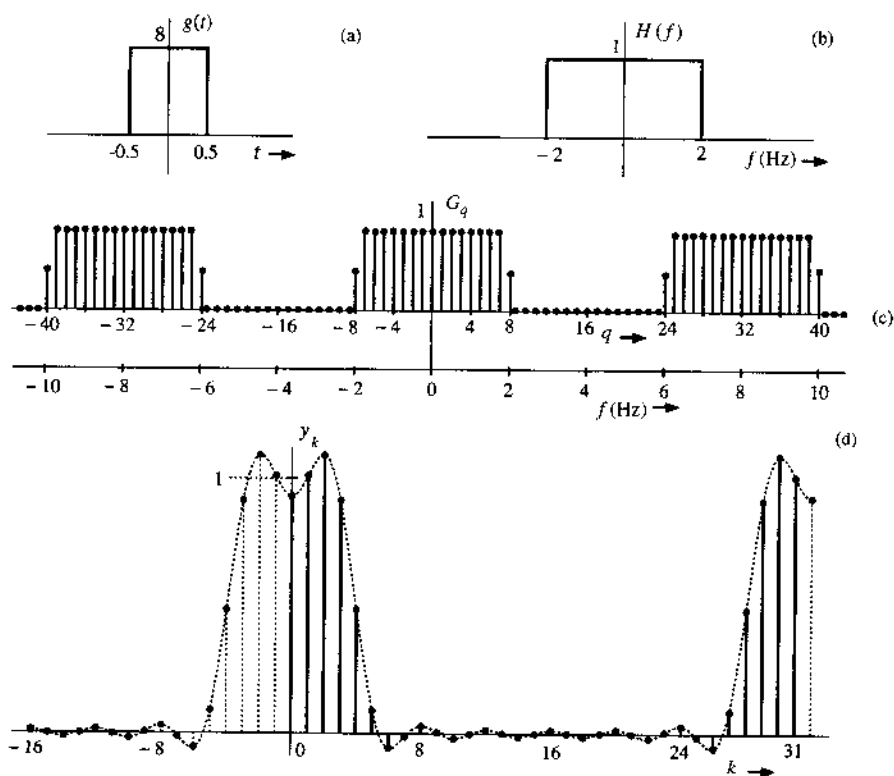 8 g(t) (a)
-0.5 0.5 t
1 H(f) (b)
-2 2 f(Hz)
1 G_q
-40 -32 -24 -16 -8 -4 4 8 16 24 32 40
q (c)
-10 -8 -6 -4 -2 0 2 4 6 8 10
f(Hz)
y_k (d)
1
-16 -8 0 8 16 24 31
k